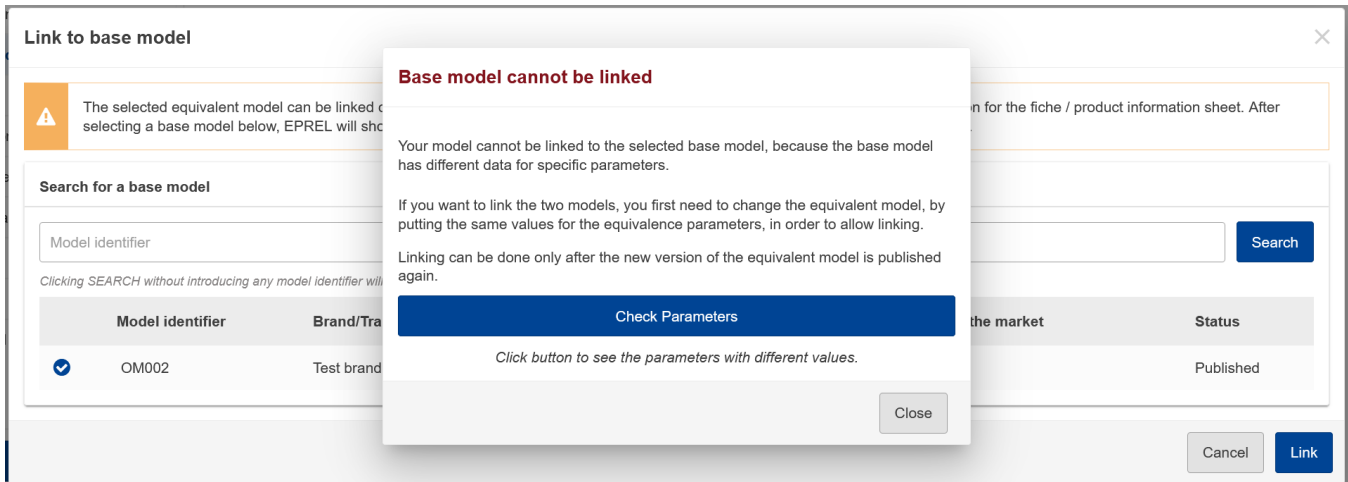 Link to base model
The selected equivalent model can be linked
selecting a base model below, EPREL will
on for the fiche / product information sheet. After
Search for a base model
Model identifier
Search
Clicking SEARCH without introducing any model identifier
Model identifier Brand/Tra the market Status
OM002 Test brand Published
Cancel Link
Base model cannot be linked
Your model cannot be linked to the selected base model, because the base model
has different data for specific parameters.
If you want to link the two models, you first need to change the equivalent model, by
putting the same values for the equivalence parameters, in order to allow linking.
Linking can be done only after the new version of the equivalent model is published
again.
Check Parameters
Click button to see the parameters with different values.
Close